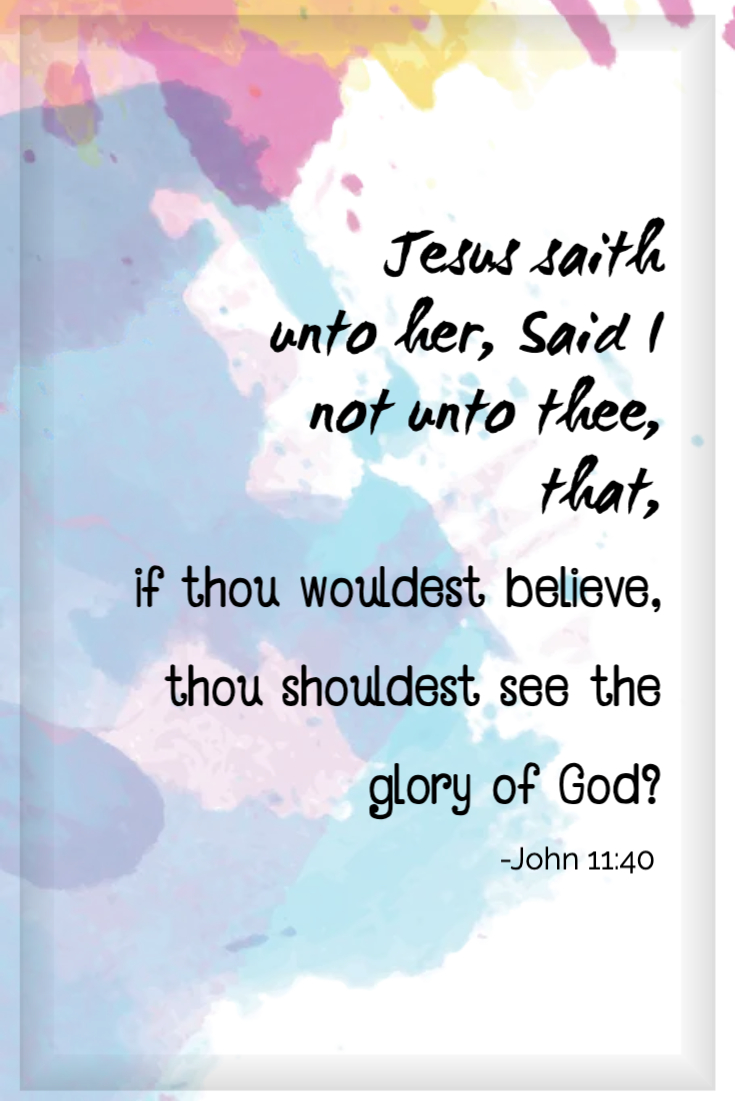 Jesus saith
unto her, Said I
not unto thee,
that,
if thou wouldest believe,
thou shouldest see the
glory of God?
-John 11:40